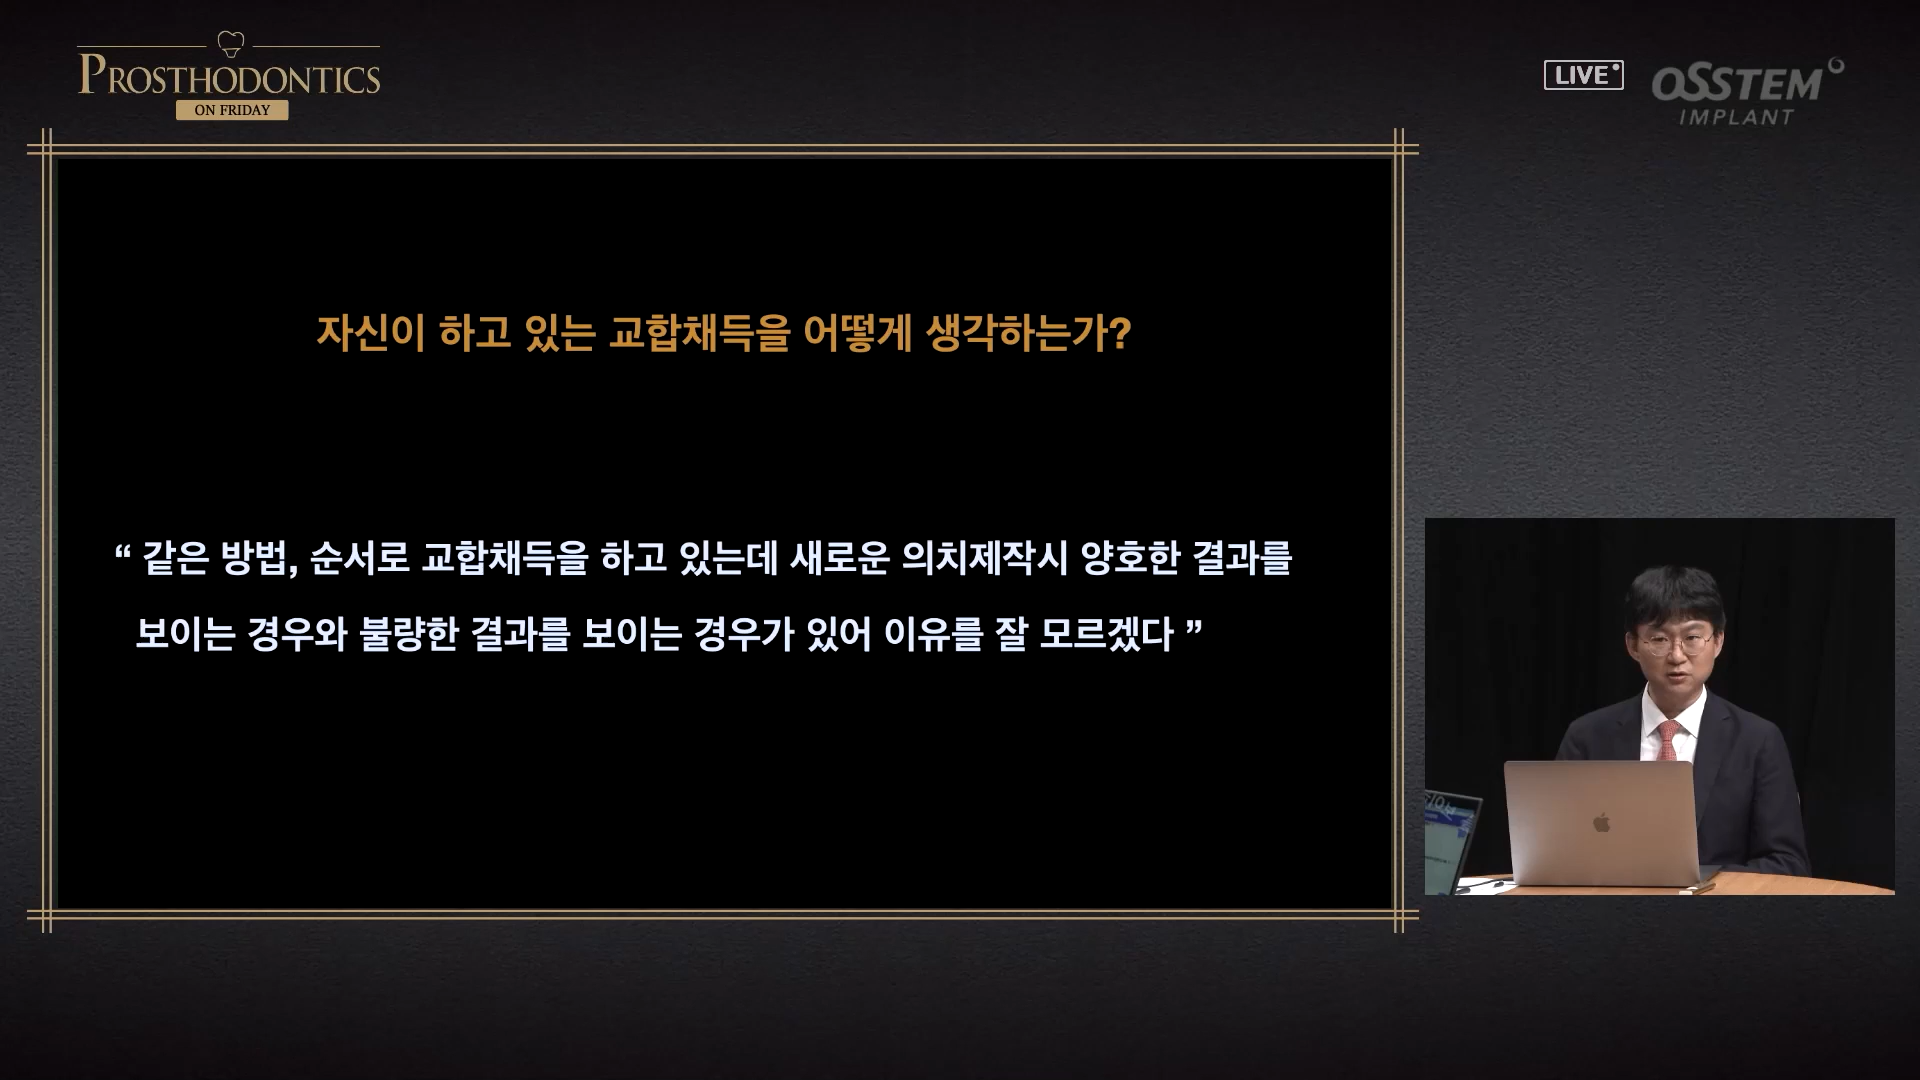 PROSTHODONTICS
ON FRIDAY
LIVE
OSSTEM
IMPLANT
자신이 하고 있는 교합채득을 어떻게 생각하는가?
“ 같은 방법, 순서로 교합채득을 하고 있는데 새로운 의치제작시 양호한 결과를
보이는 경우와 불량한 결과를 보이는 경우가 있어 이유를 잘 모르겠다 ”